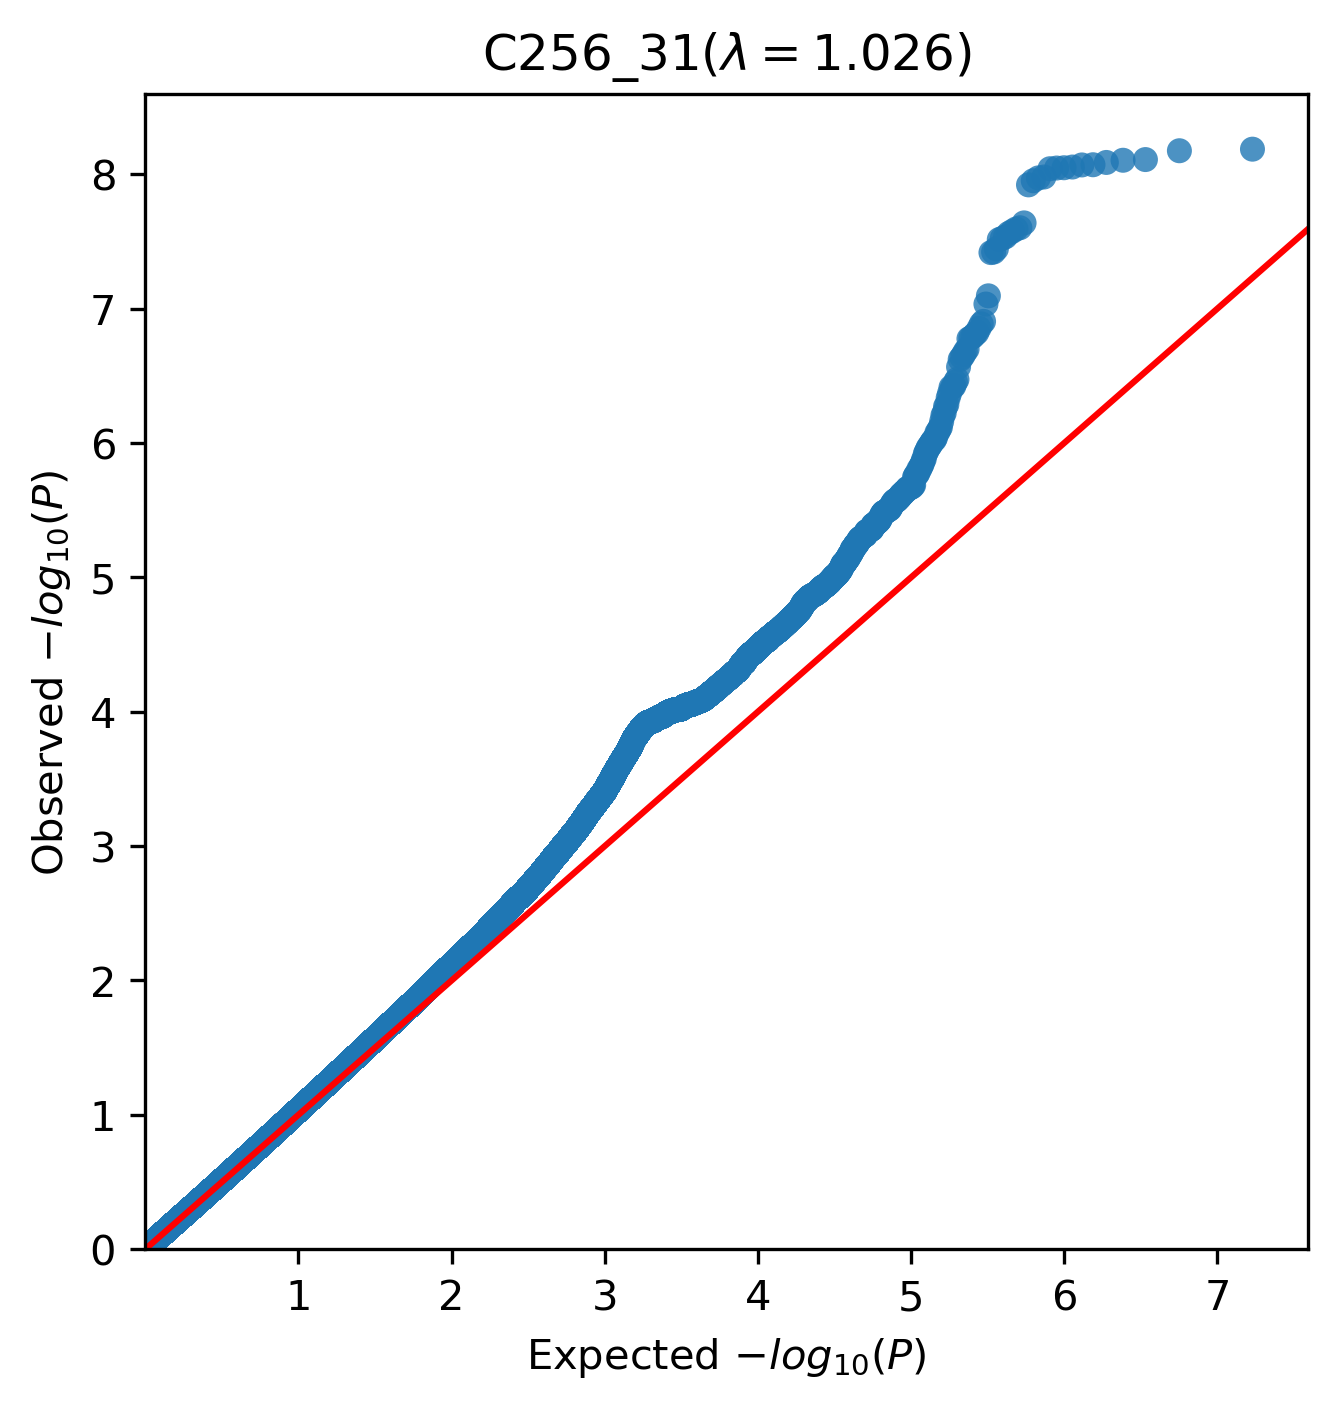 C256_31(λ = 1.026)
8
7
6
5
4
3
2
1
0
Observed −log₁₀(P)
1 2 3 4 5 6 7
Expected −log₁₀(P)